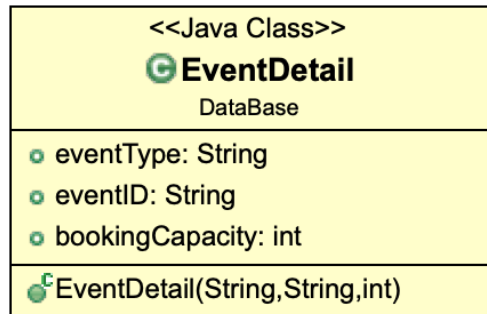 <<Java Class>>
C EventDetail
DataBase
eventType: String
eventID: String
bookingCapacity: int
C EventDetail(String,String,int)